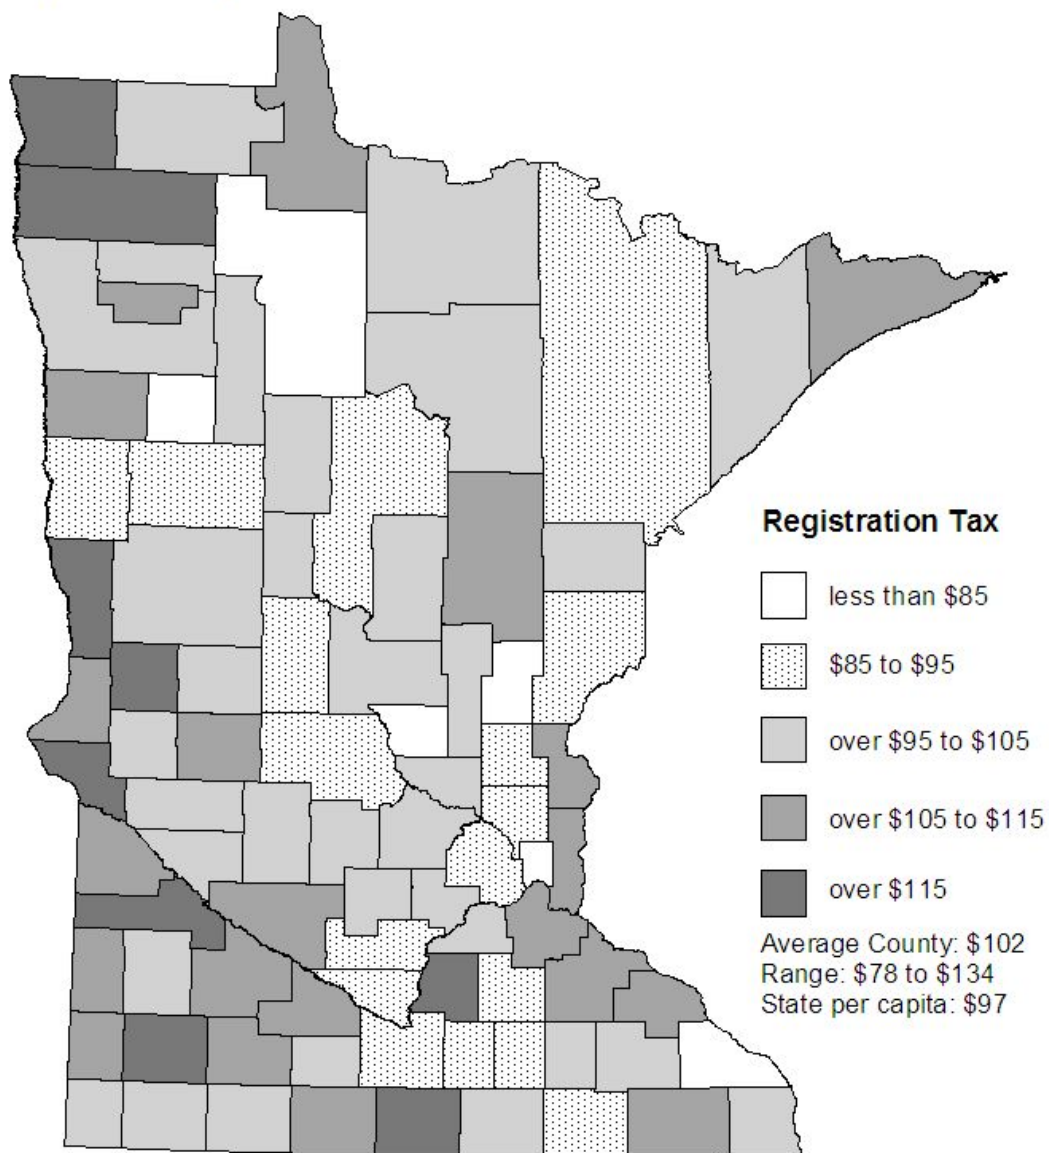 Registration Tax
less than $85
$85 to $95
over $95 to $105
over $105 to $115
over $115
Average County: $102
Range: $78 to $134
State per capita: $97